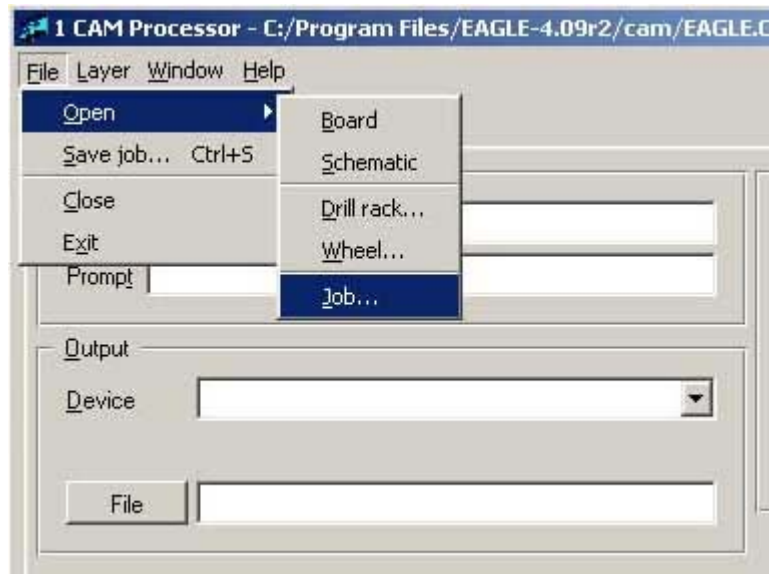 1 CAM Processor - C:/Program Files/EAGLE-4.09r2/cam/EAGLE.
File Layer Window Help
Open
Save job... Ctrl+S
Close
Exit
Board
Schematic
Drill rack...
Wheel...
Job...
Prompt
Output
Device
File